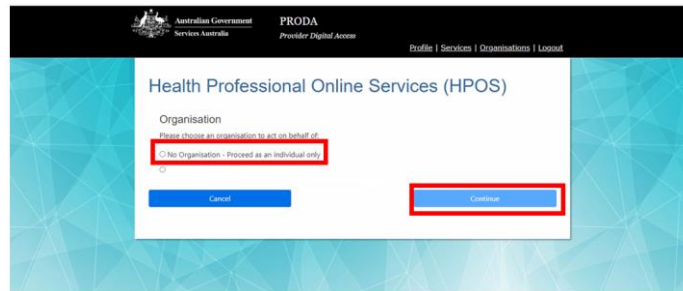 Australian Government
Services Australia
PRODA
Provider Digital Access
Profile | Services | Organisations | Logout
Health Professional Online Services (HPOS)
Organisation
Please choose an organisation to act on behalf of:
No Organisation - Proceed as an individual only
Cancel
Continue